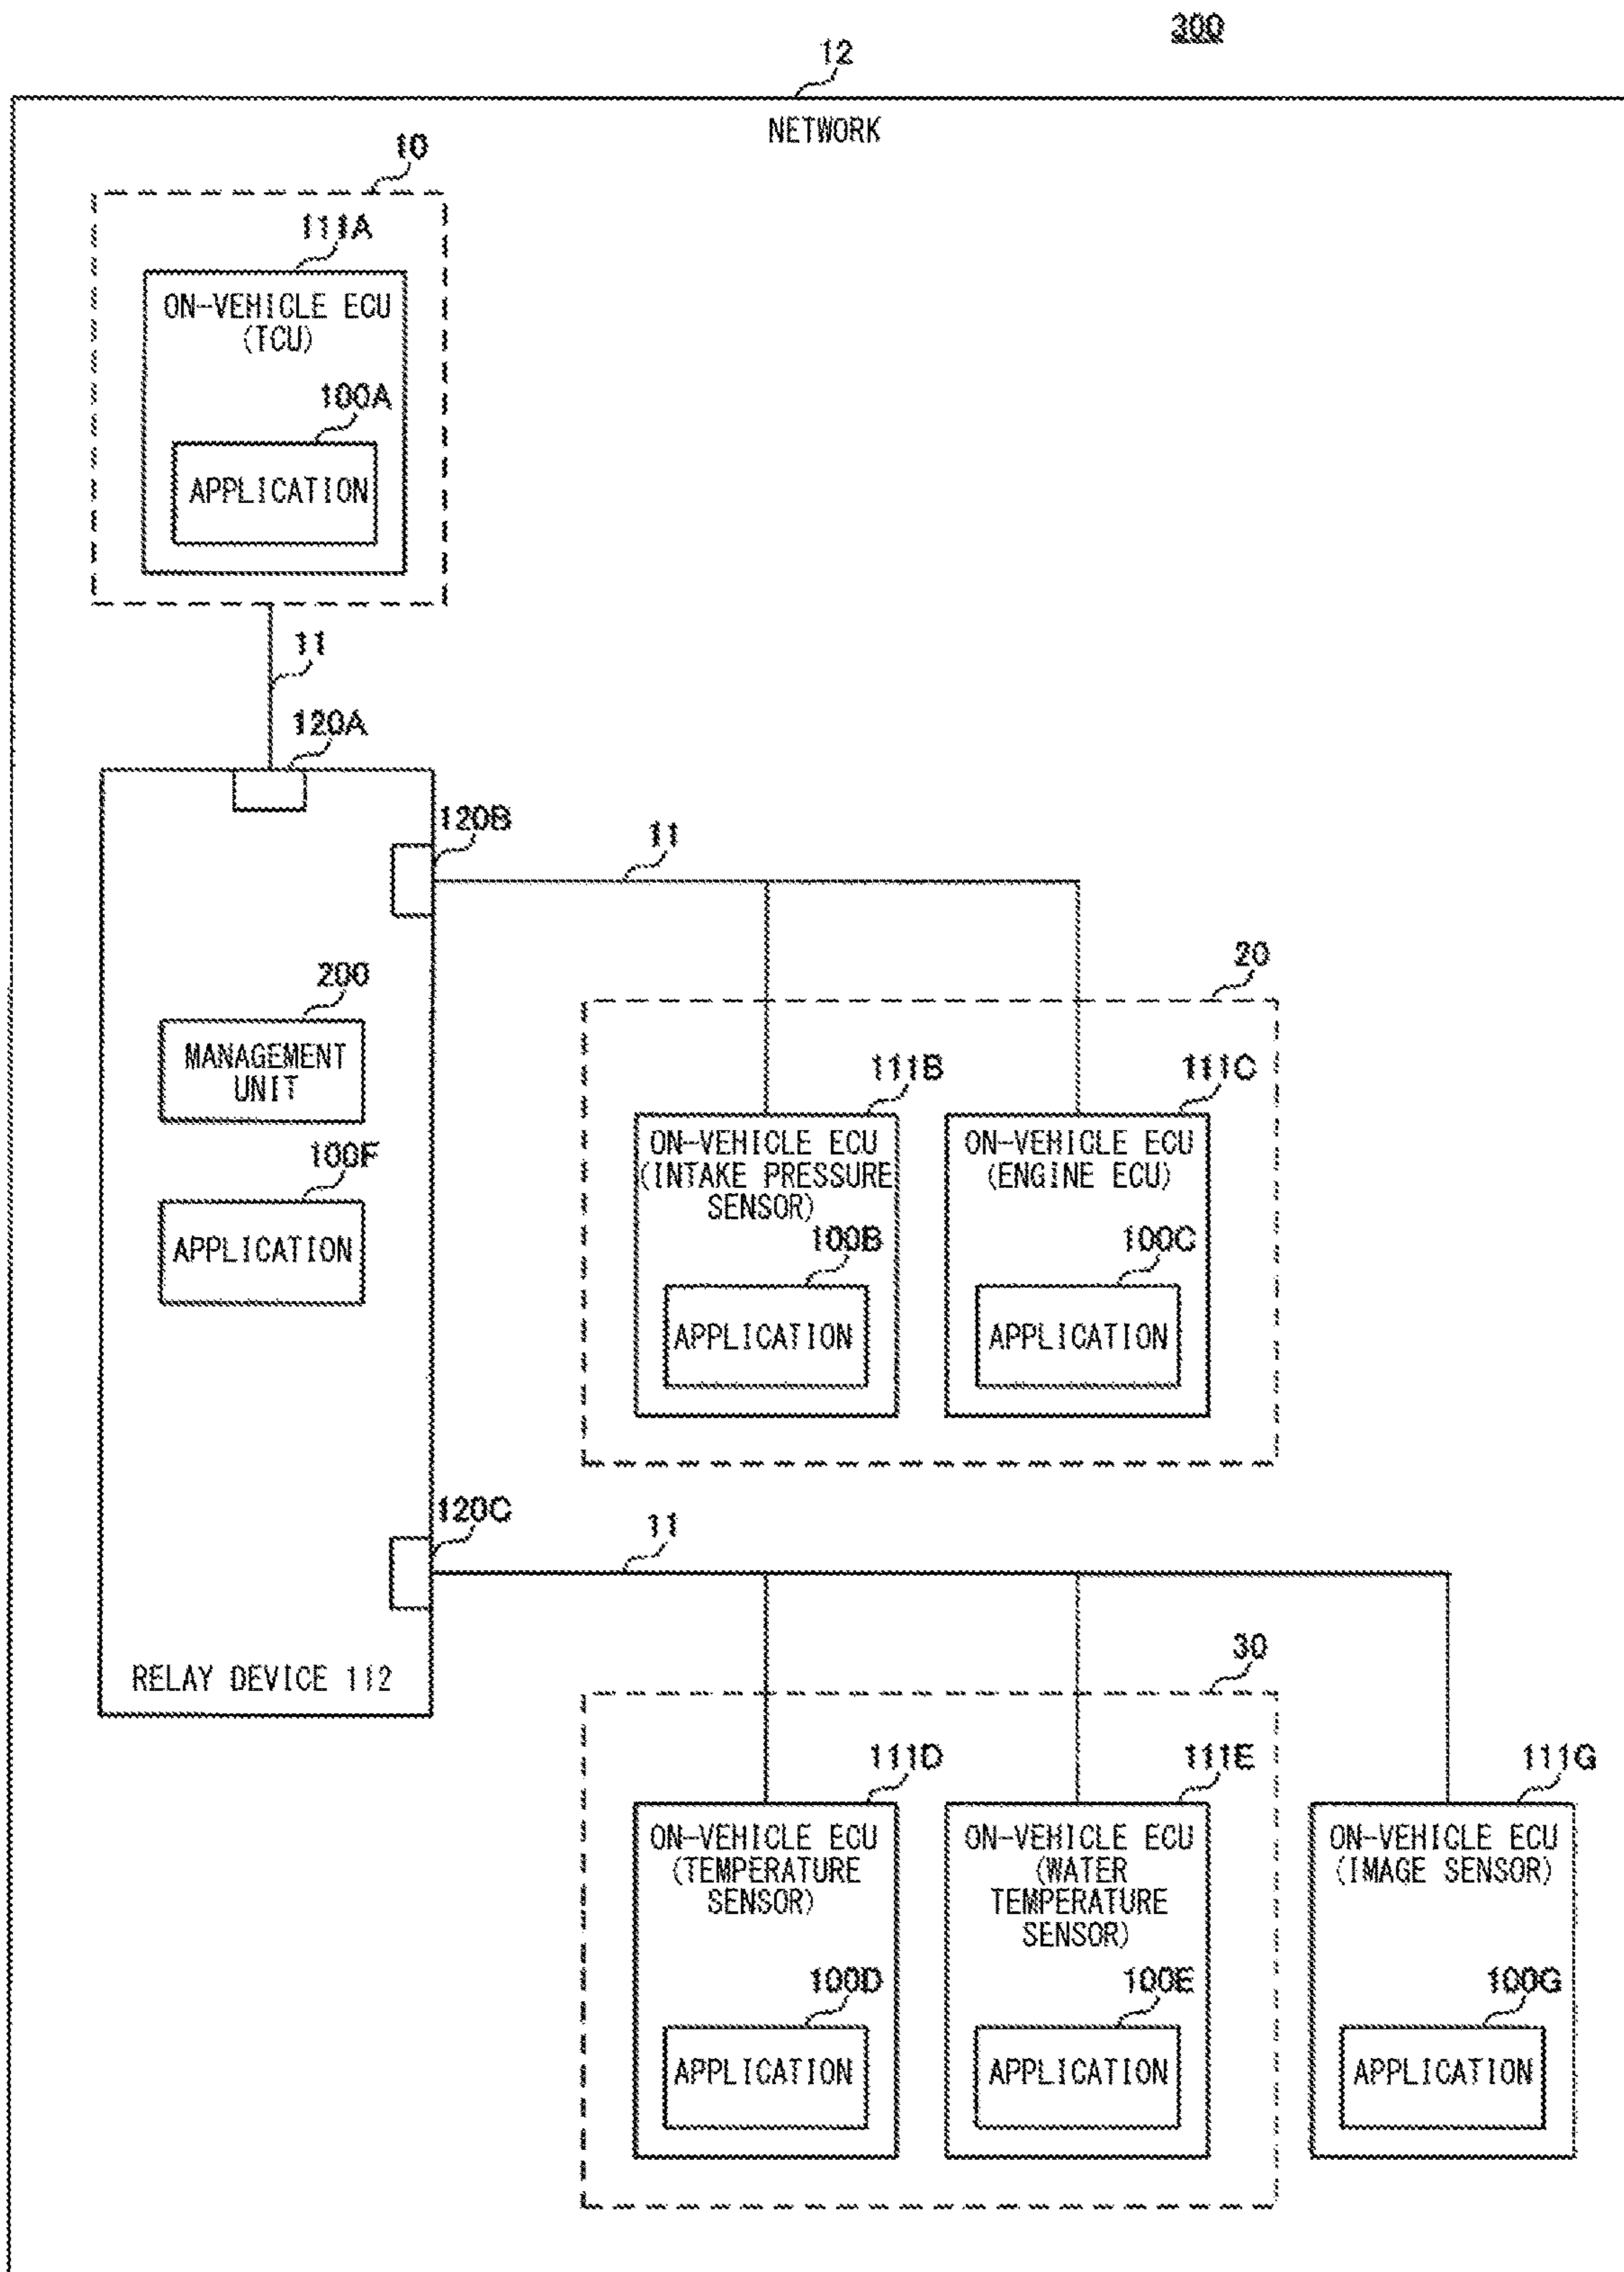 300
12
NETWORK
10
111A
ON-VEHICLE ECU
(TCU)
100A
APPLICATION
11
120A
120B
11
200
MANAGEMENT
UNIT
100F
APPLICATION
20
111B
ON-VEHICLE ECU
(INTAKE PRESSURE
SENSOR)
100B
APPLICATION
111C
ON-VEHICLE ECU
(ENGINE ECU)
100C
APPLICATION
120C
11
RELAY DEVICE 112
30
111D
ON-VEHICLE ECU
(TEMPERATURE
SENSOR)
100D
APPLICATION
111E
ON-VEHICLE ECU
(WATER
TEMPERATURE
SENSOR)
100E
APPLICATION
111G
ON-VEHICLE ECU
(IMAGE SENSOR)
100G
APPLICATION